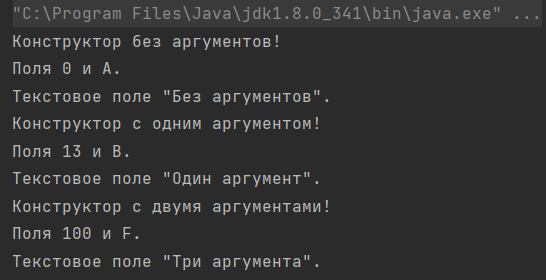 "C:\Program Files\Java\jdk1.8.0_341\bin\java.exe" ...
Конструктор без аргументов!
Поля 0 и A.
Текстовое поле "Без аргументов".
Конструктор с одним аргументом!
Поля 13 и B.
Текстовое поле "Один аргумент".
Конструктор с двумя аргументами!
Поля 100 и F.
Текстовое поле "Три аргумента".